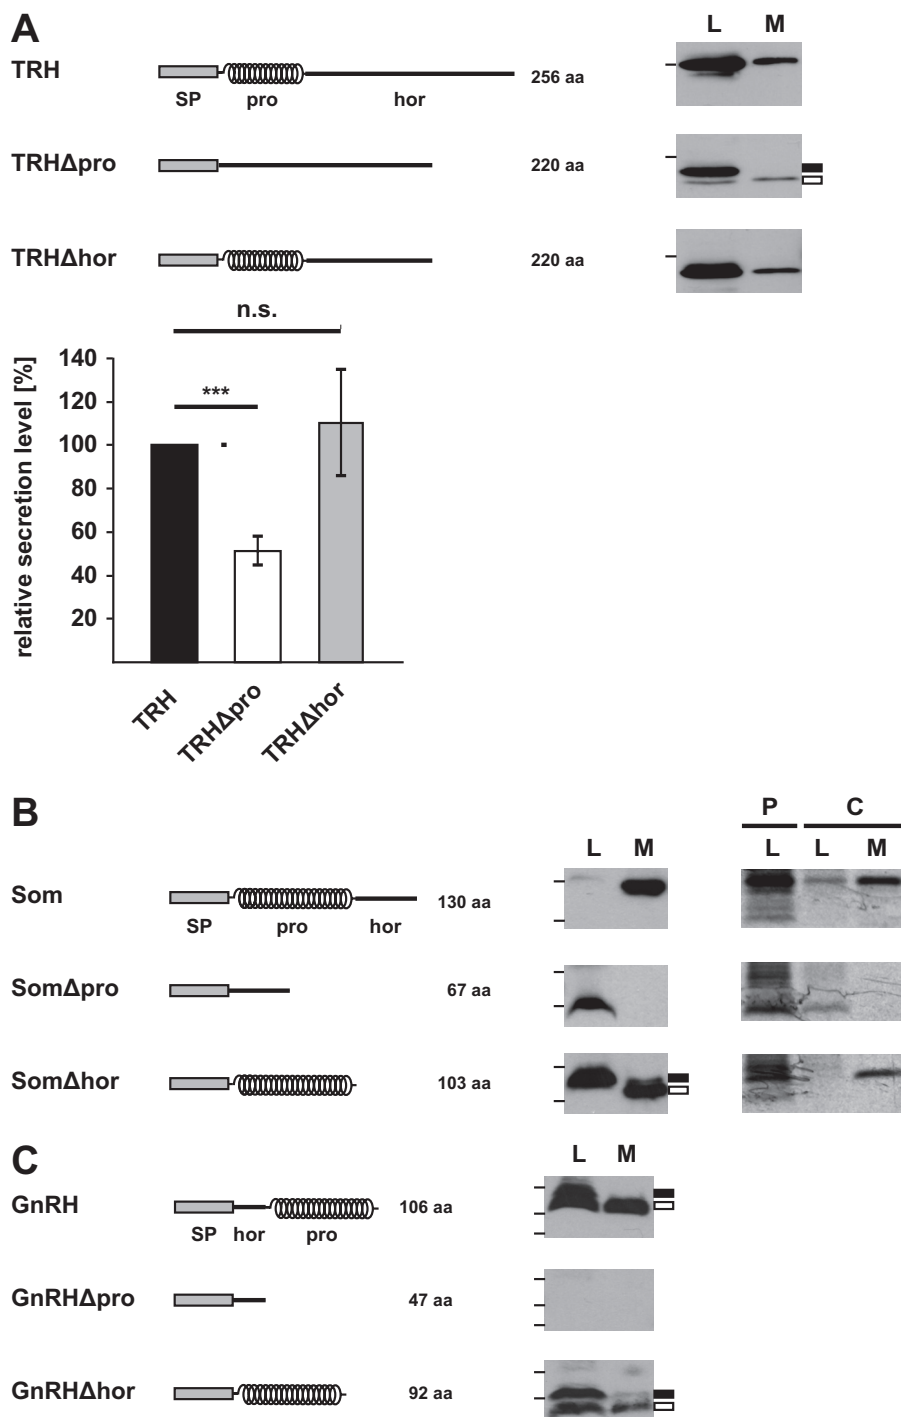 A
L M
TRH 256 aa
SP pro hor
TRHΔpro 220 aa
TRHΔhor 220 aa
n.s.
***
relative secretion level [%]
140
120
100
80
60
40
20
TRH TRHΔpro TRHΔhor
B
P C
L M L L M
Som 130 aa
SP pro hor
SomΔpro 67 aa
SomΔhor 103 aa
C
L M
GnRH 106 aa
SP hor pro
GnRHΔpro 47 aa
GnRHΔhor 92 aa